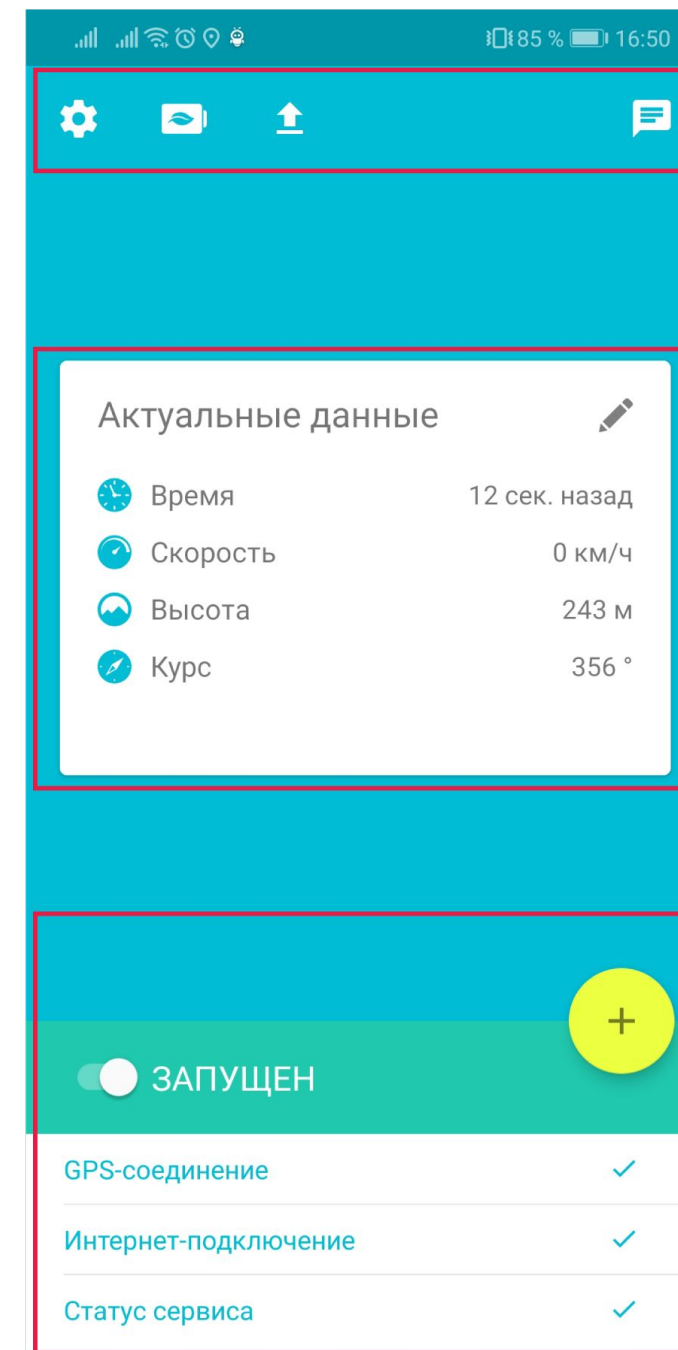 85 % 16:50
Актуальные данные
Время 12 сек. назад
Скорость 0 км/ч
Высота 243 м
Курс 356 °
+
ЗАПУЩЕН
GPS-соединение
Интернет-подключение
Статус сервиса